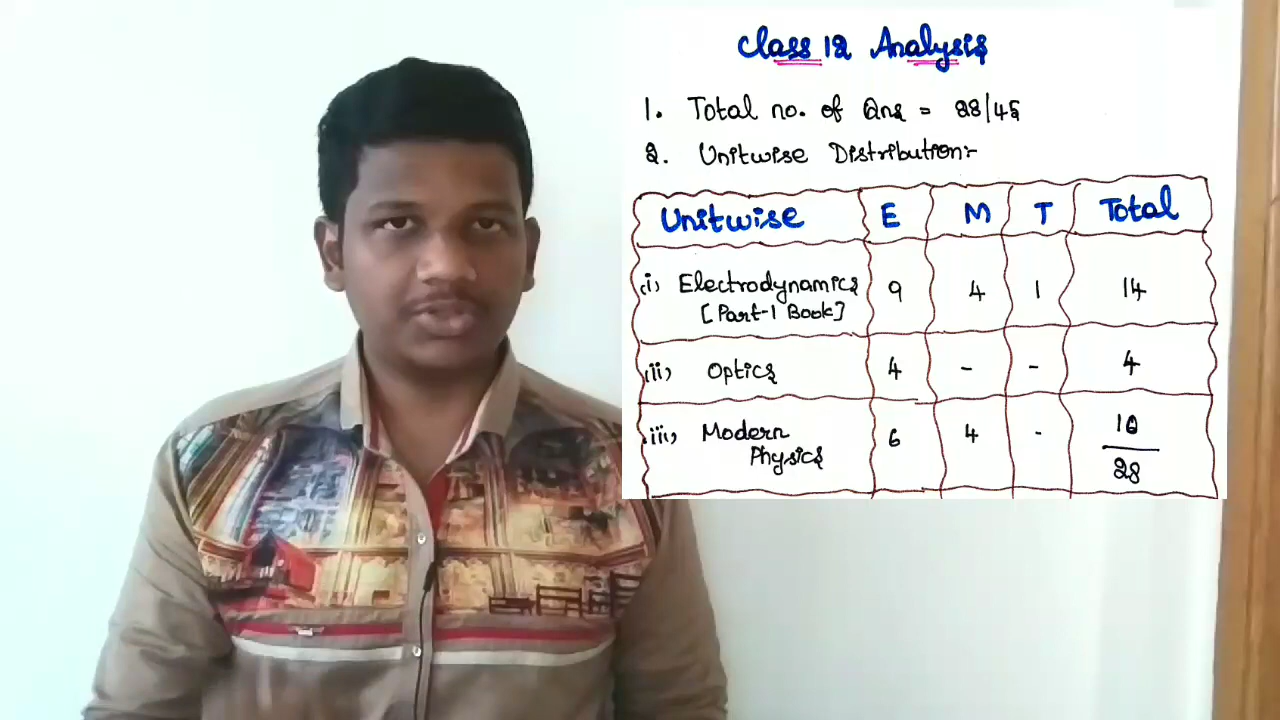 Class 12 Analysis
1. Total no. of Qns = 28/45
2. Unitwise Distribution:-
Unitwise E M T Total
(i) Electrodynamics 9 4 1 14
[Part-1 Book]
(ii) Optics 4 - - 4
(iii) Modern 6 4 - 10
Physics 28